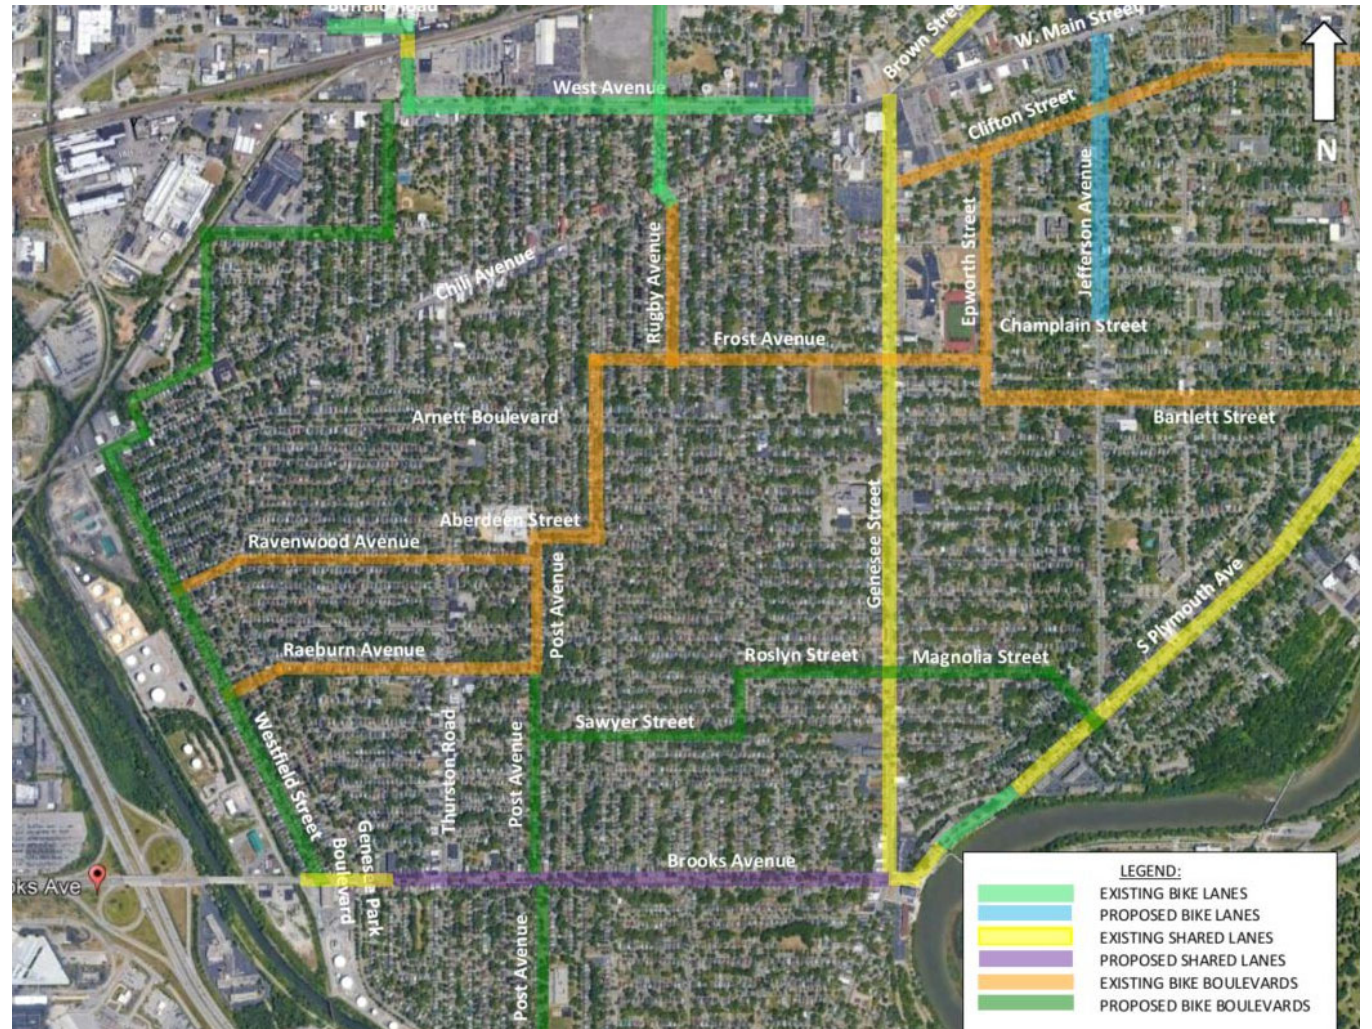 Buffalo Road
Brown Street
W. Main Street
West Avenue
Clifton Street
N
Jefferson Avenue
Epworth Street
Chili Avenue
Rugby Avenue
Frost Avenue
Champlain Street
Arnett Boulevard
Bartlett Street
Aberdeen Street
Ravenwood Avenue
Genesee Street
Post Avenue
S Plymouth Ave
Raeburn Avenue
Roslyn Street
Magnolia Street
Sawyer Street
Westfield Street
Thurston Road
Post Avenue
Genesee Park
Boulevard
Brooks Avenue
oks Ave
Post Avenue
LEGEND:
EXISTING BIKE LANES
PROPOSED BIKE LANES
EXISTING SHARED LANES
PROPOSED SHARED LANES
EXISTING BIKE BOULEVARDS
PROPOSED BIKE BOULEVARDS